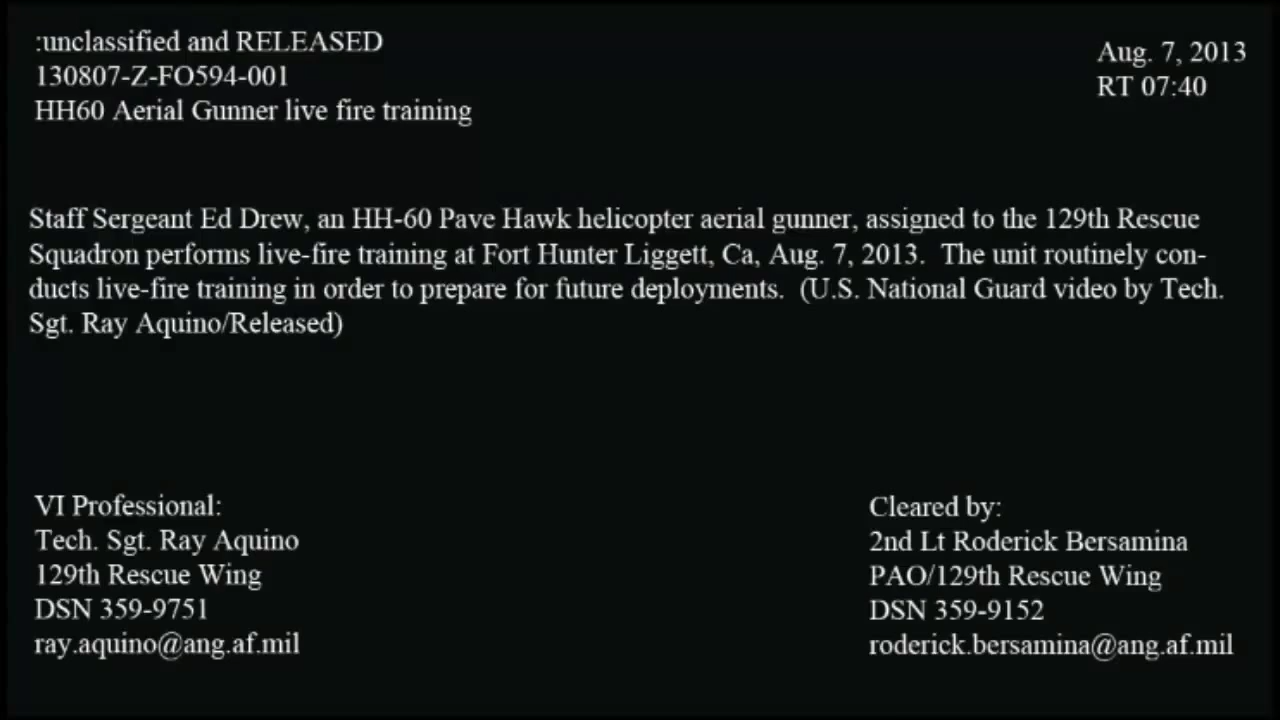 :unclassified and RELEASED
130807-Z-FO594-001
HH60 Aerial Gunner live fire training
Aug. 7, 2013
RT 07:40
Staff Sergeant Ed Drew, an HH-60 Pave Hawk helicopter aerial gunner, assigned to the 129th Rescue
Squadron performs live-fire training at Fort Hunter Liggett, Ca, Aug. 7, 2013.  The unit routinely con-
ducts live-fire training in order to prepare for future deployments.  (U.S. National Guard video by Tech.
Sgt. Ray Aquino/Released)
VI Professional:
Tech. Sgt. Ray Aquino
129th Rescue Wing
DSN 359-9751
ray.aquino@ang.af.mil
Cleared by:
2nd Lt Roderick Bersamina
PAO/129th Rescue Wing
DSN 359-9152
roderick.bersamina@ang.af.mil